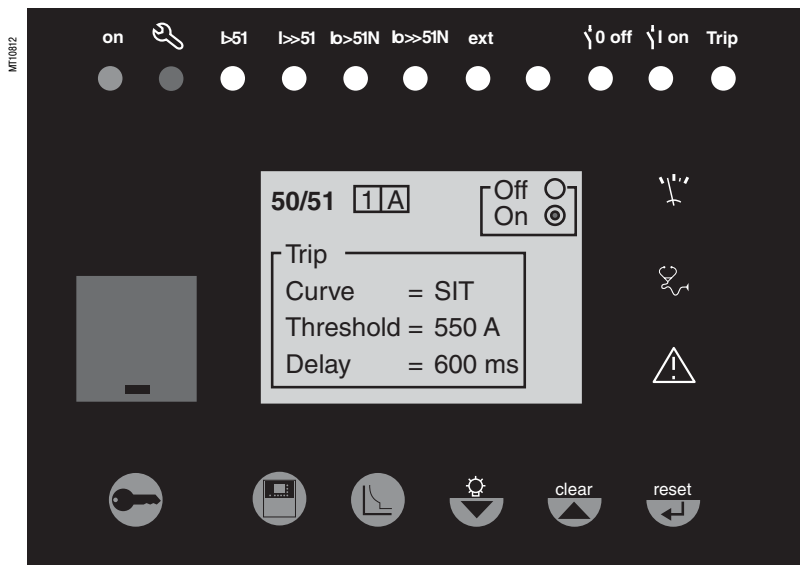 MT10812
on I>51 I>>51 Io>51N Io>>51N ext 0 off I on Trip
50/51 1 A Off
On
Trip
Curve = SIT
Threshold = 550 A
Delay = 600 ms
clear reset